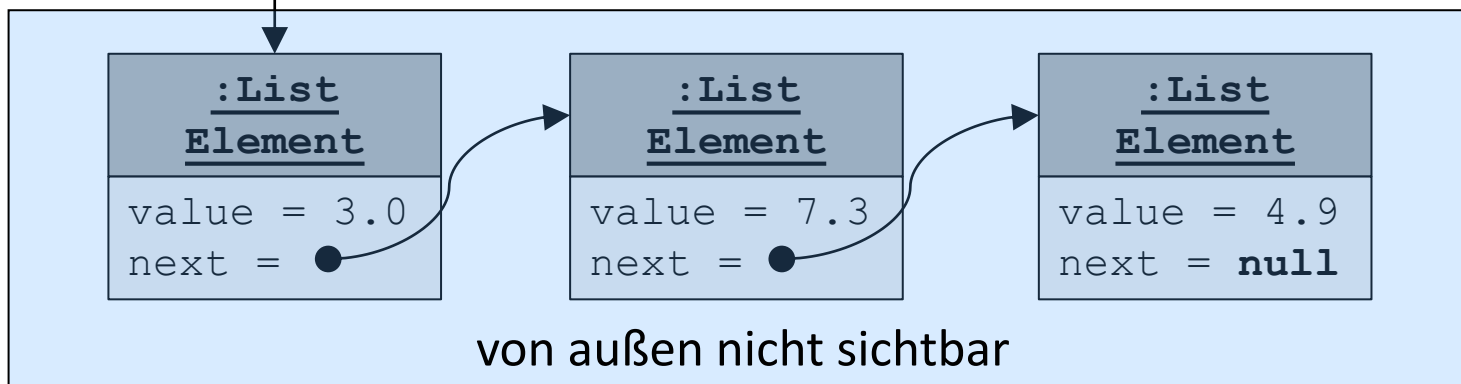 :List
Element
value = 3.0
next =
:List
Element
value = 7.3
next =
:List
Element
value = 4.9
next = null
von außen nicht sichtbar